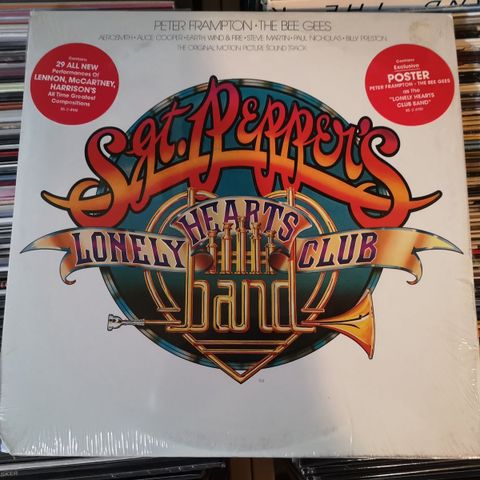 PETER FRAMPTON · THE BEE GEES
AEROSMITH · ALICE COOPER · EARTH, WIND & FIRE · STEVE MARTIN · PAUL NICHOLAS · BILLY PRESTON
THE ORIGINAL MOTION PICTURE SOUND TRACK
Contains
29 ALL NEW
Performances Of
LENNON, McCARTNEY,
HARRISON'S
All Time Greatest
Compositions
Contains
Exclusive
POSTER
PETER FRAMPTON - THE BEE GEES
as the
"LONELY HEARTS
CLUB BAND"
Sgt. Pepper's
LONELY HEARTS CLUB
band